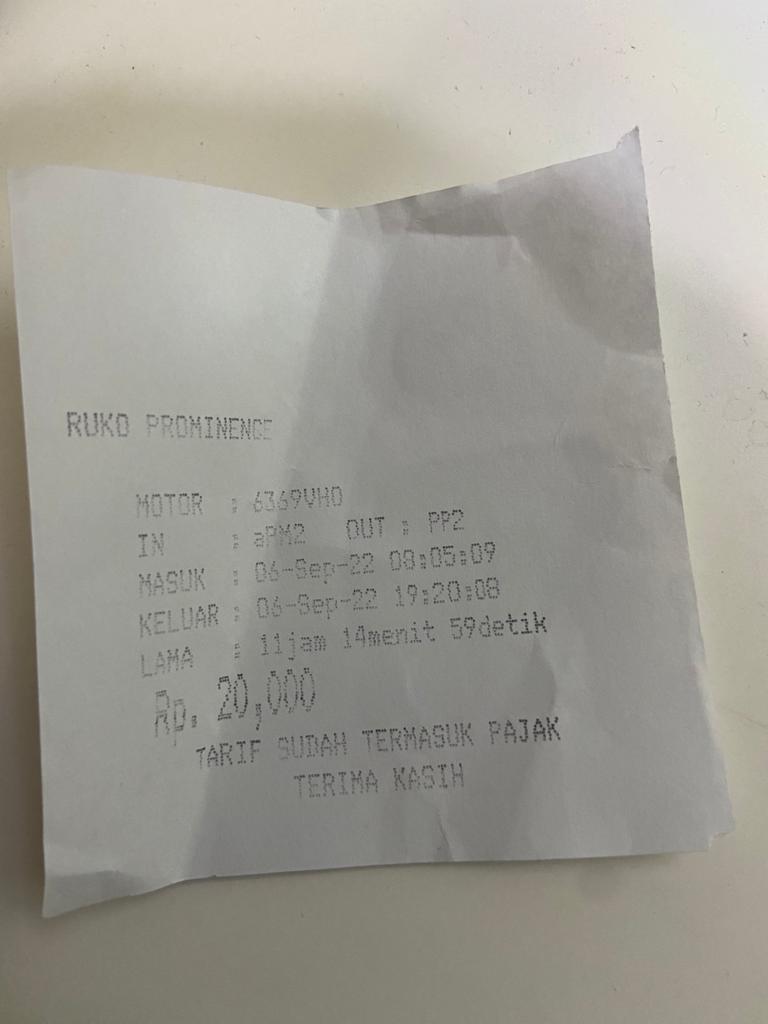 RUKO PROMINENCE
MOTOR : 6369VHO
IN : aPM2 OUT : PP2
MASUK : 06-Sep-22 08:05:09
KELUAR : 06-Sep-22 19:20:08
LAMA : 11jam 14menit 59detik
Rp. 20,000
TARIF SUDAH TERMASUK PAJAK
TERIMA KASIH